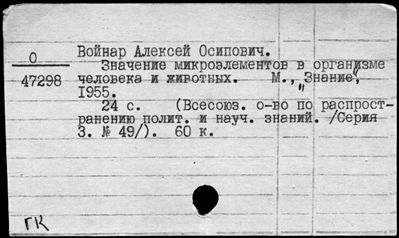 Войнар Алексей Осипович.
О
47298
Значение микроэлементов в организме
человека и животных. М., „Знание",
1955.
24 с. (Всесоюз. о-во по распрост-
ранению полит. и науч. знаний. /Серия
3. № 49/). 60 к.
ГК